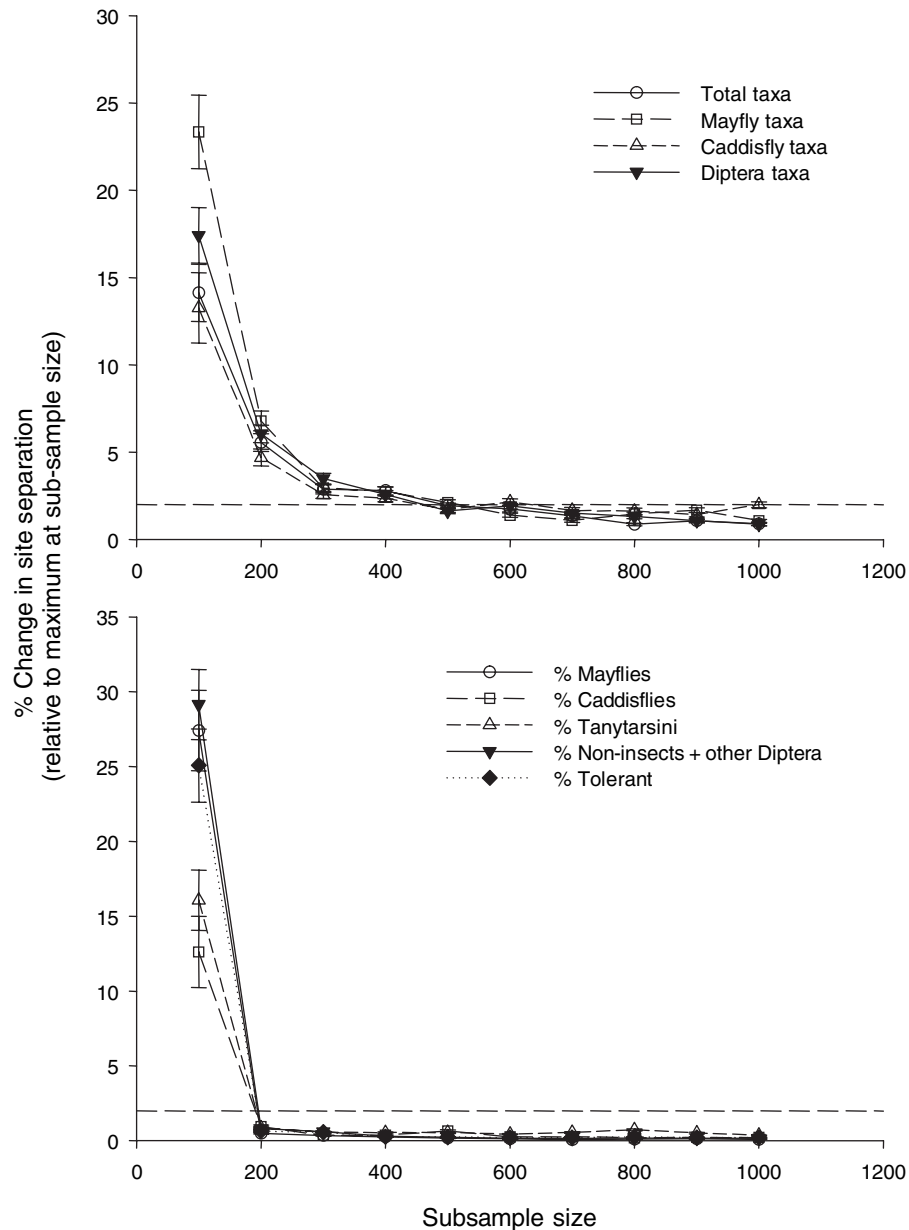 % Change in site separation
(relative to maximum at sub-sample size)
30
25
20
15
10
5
0
0 200 400 600 800 1000 1200
Total taxa
Mayfly taxa
Caddisfly taxa
Diptera taxa
35
30
25
20
15
10
5
0
0 200 400 600 800 1000 1200
% Mayflies
% Caddisflies
% Tanytarsini
% Non-insects + other Diptera
% Tolerant
Subsample size